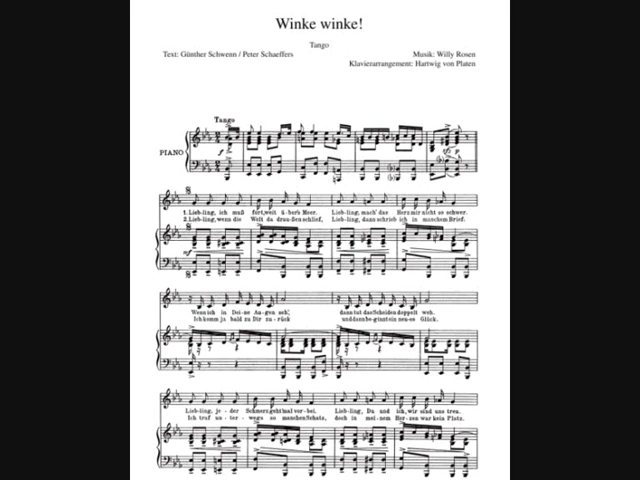 Winke winke!
Tango
Text: Günther Schwenn / Peter Schaeffers
Musik: Willy Rosen
Klavierarrangement: Hartwig von Platen
Tango
PIANO
f
p
1. Lieb-ling, ich muß fort, weit ü-ber's Meer. Lieb-ling, mach' das Herz mir nicht so schwer.
2. Lieb-ling, wenn die Welt da drau-ßen schlief, Lieb-ling, dann schrieb ich in manchem Brief:
mf
Wenn ich in Dei-ne Au-gen seh', dann tut das Scheiden doppelt weh.
Ich komm ja bald zu Dir zu-rück und dann be-ginnt ein neu-es Glück.
Lieb-ling, je-der Schmerz geht mal vor-bei. Lieb-ling, Du und ich, wir sind uns treu.
Ich traf un-ter-wegs so manchen Schatz, doch in mei-nem Her-zen war kein Platz.